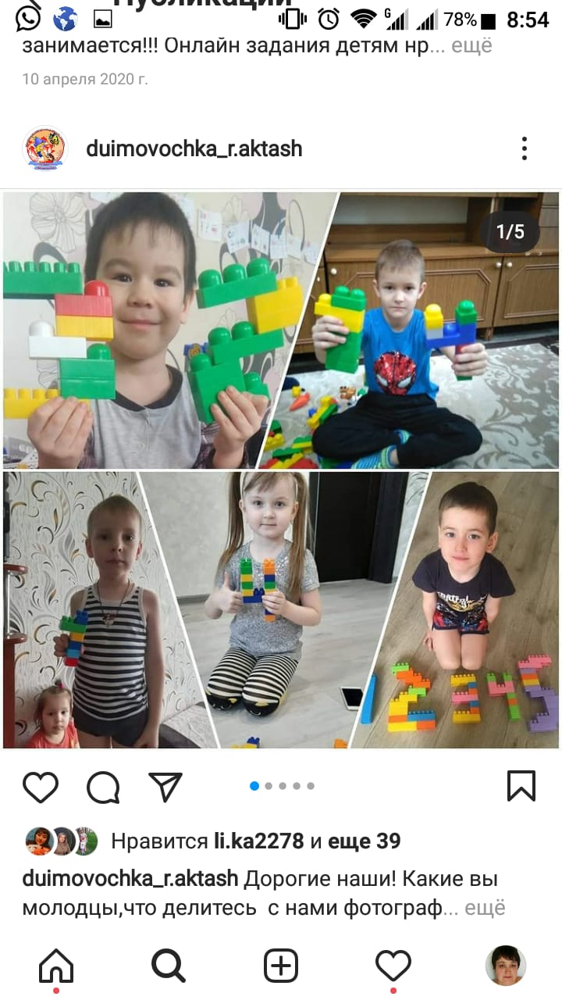 Публикации
G 78% 8:54
занимается!!! Онлайн задания детям нр... ещё
10 апреля 2020 г.
duimovochka_r.aktash
1/5
Нравится li.ka2278 и еще 39
duimovochka_r.aktash Дорогие наши! Какие вы
молодцы,что делитесь с нами фотограф... ещё